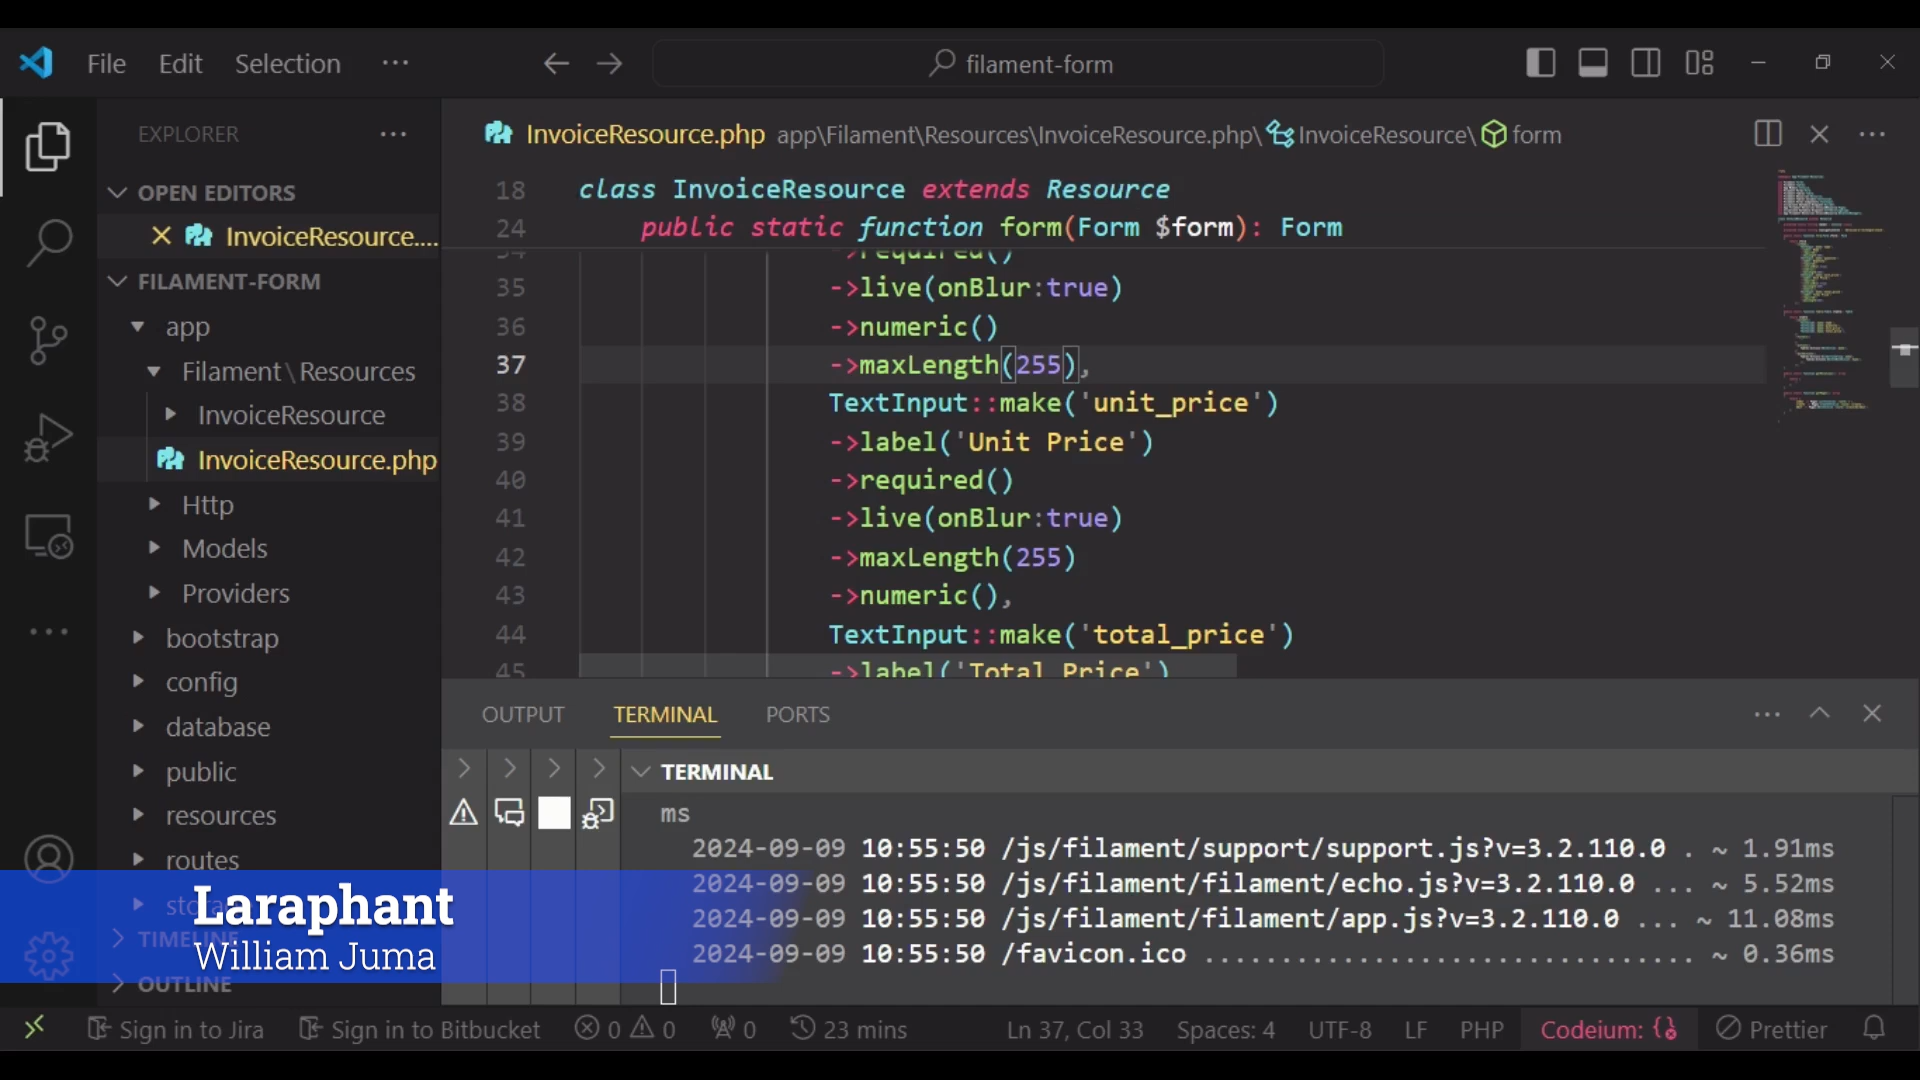 File Edit Selection ···
filament-form
EXPLORER
OPEN EDITORS
InvoiceResource....
FILAMENT-FORM
app
Filament\Resources
InvoiceResource
InvoiceResource.php
Http
Models
Providers
bootstrap
config
database
public
resources
routes
TIMELINE
OUTLINE
InvoiceResource.php app\Filament\Resources\InvoiceResource.php\ InvoiceResource\ form
18 class InvoiceResource extends Resource
24 public static function form(Form $form): Form
34 ->required()
35 ->live(onBlur:true)
36 ->numeric()
37 ->maxLength(255),
38 TextInput::make('unit_price')
39 ->label('Unit Price')
40 ->required()
41 ->live(onBlur:true)
42 ->maxLength(255)
43 ->numeric(),
44 TextInput::make('total_price')
45 ->label('Total Price')
OUTPUT TERMINAL PORTS
TERMINAL
ms
2024-09-09 10:55:50 /js/filament/support/support.js?v=3.2.110.0 . ~ 1.91ms
2024-09-09 10:55:50 /js/filament/filament/echo.js?v=3.2.110.0 ... ~ 5.52ms
2024-09-09 10:55:50 /js/filament/filament/app.js?v=3.2.110.0 ... ~ 11.08ms
2024-09-09 10:55:50 /favicon.ico ................................ ~ 0.36ms
Laraphant
William Juma
Sign in to Jira Sign in to Bitbucket 0 0 0 23 mins Ln 37, Col 33 Spaces: 4 UTF-8 LF PHP Codeium: {} Prettier